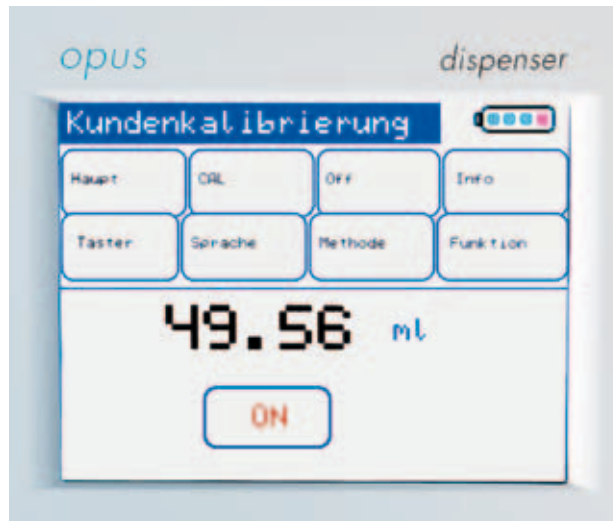 opus dispenser
Kundenkalibrierung
Haupt CAL Off Info
Taster Sprache Methode Funktion
49.56 ml
ON